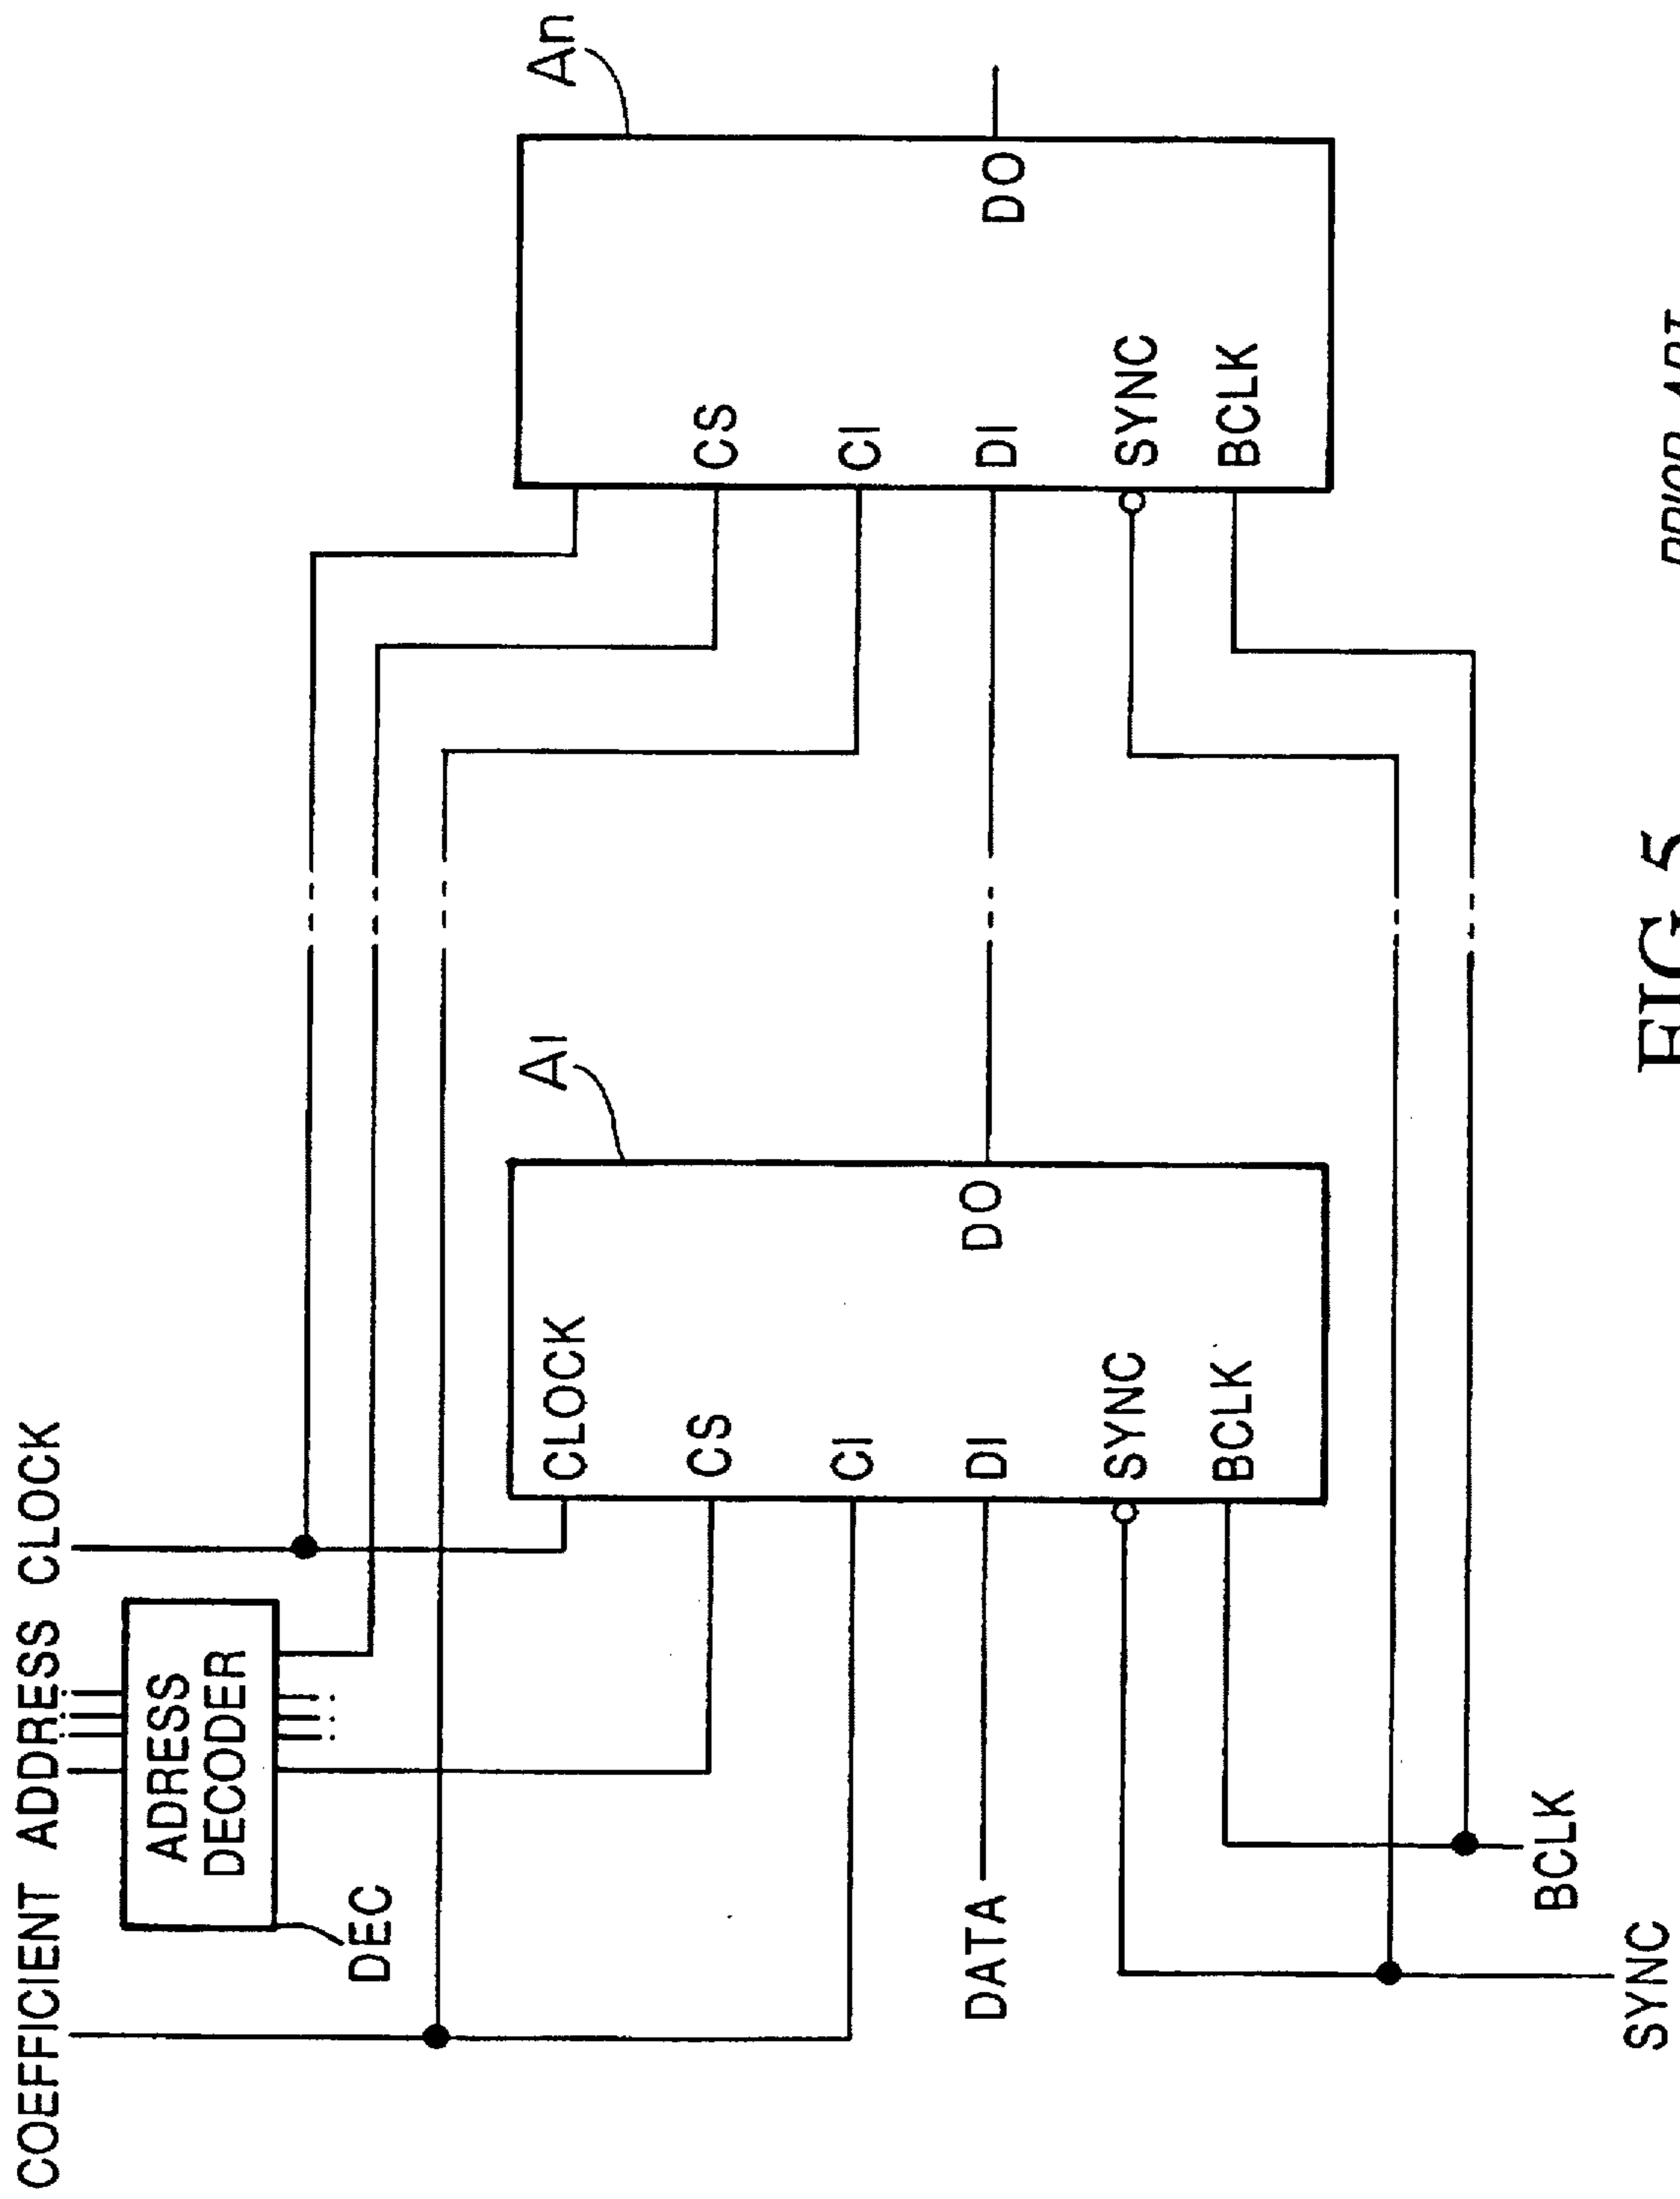 COEFFICIENT ADDRESS CLOCK
ADRESS
DECODER
DEC
A1
An
CLOCK
CS
CI
DI
SYNC
BCLK
DO
CS
CI
DI
SYNC
BCLK
DO
DATA
BCLK
SYNC
FIG.5
PRIOR ART